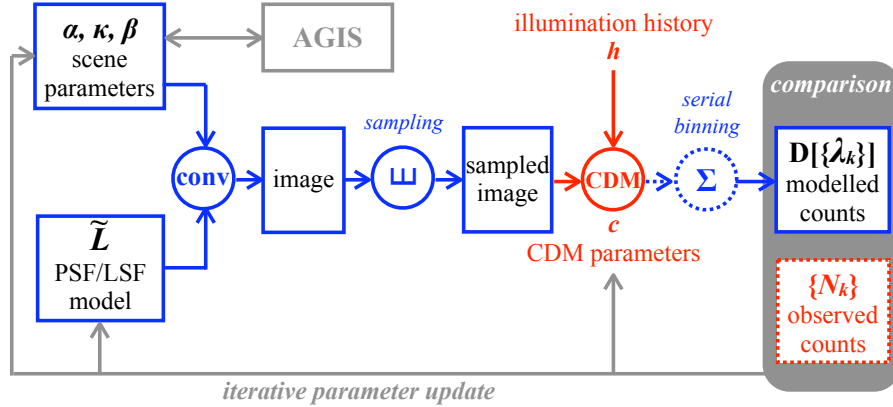 α, κ, β
scene
parameters
AGIS
illumination history
h
comparison
conv
image
sampling
Ш
sampled
image
CDM
c
CDM parameters
serial
binning
Σ
D[{λk}]
modelled
counts
L̃
PSF/LSF
model
{Nk}
observed
counts
iterative parameter update